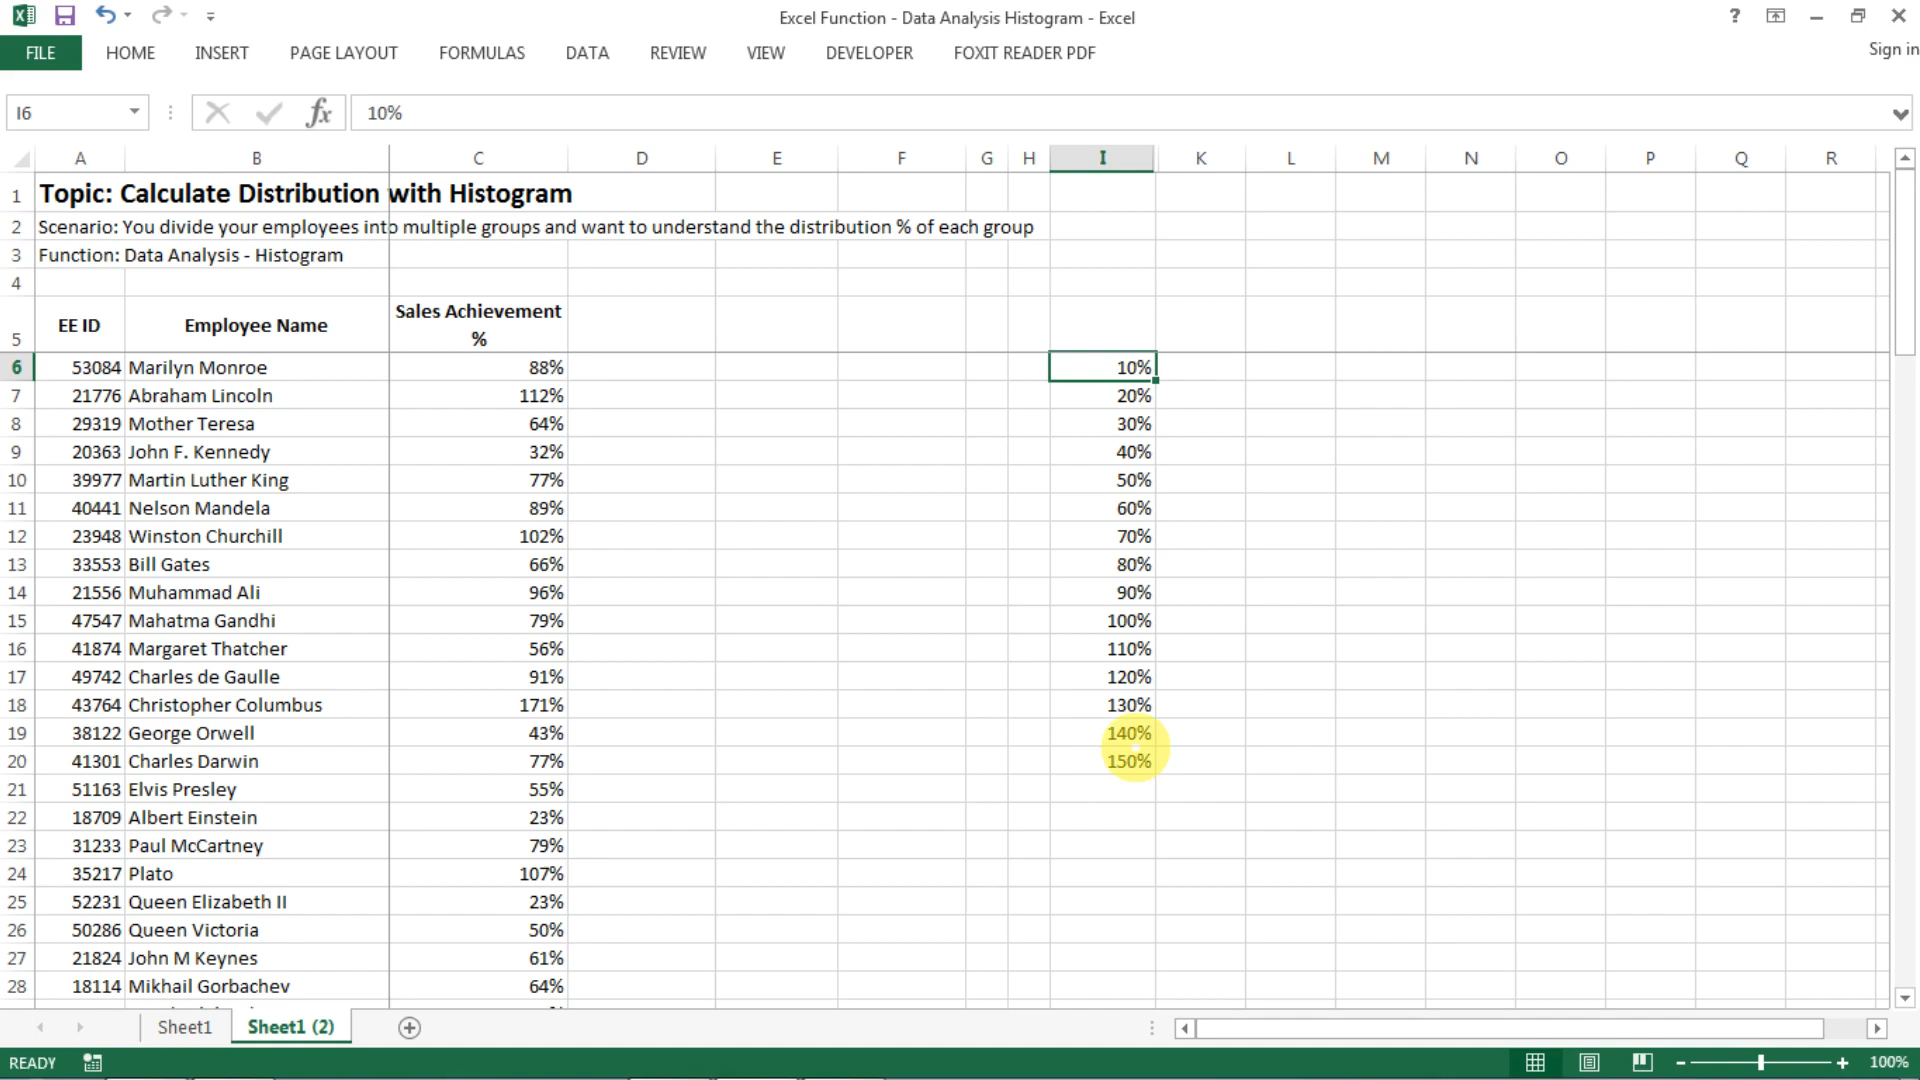 Excel Function - Data Analysis Histogram - Excel
?
FILE HOME INSERT PAGE LAYOUT FORMULAS DATA REVIEW VIEW DEVELOPER FOXIT READER PDF Sign in
I6 fx 10%
A B C D E F G H I K L M N O P Q R
1 Topic: Calculate Distribution with Histogram
2 Scenario: You divide your employees into multiple groups and want to understand the distribution % of each group
3 Function: Data Analysis - Histogram
4
5 EE ID Employee Name Sales Achievement
%
6 53084 Marilyn Monroe 88% 10%
7 21776 Abraham Lincoln 112% 20%
8 29319 Mother Teresa 64% 30%
9 20363 John F. Kennedy 32% 40%
10 39977 Martin Luther King 77% 50%
11 40441 Nelson Mandela 89% 60%
12 23948 Winston Churchill 102% 70%
13 33553 Bill Gates 66% 80%
14 21556 Muhammad Ali 96% 90%
15 47547 Mahatma Gandhi 79% 100%
16 41874 Margaret Thatcher 56% 110%
17 49742 Charles de Gaulle 91% 120%
18 43764 Christopher Columbus 171% 130%
19 38122 George Orwell 43% 140%
20 41301 Charles Darwin 77% 150%
21 51163 Elvis Presley 55%
22 18709 Albert Einstein 23%
23 31233 Paul McCartney 79%
24 35217 Plato 107%
25 52231 Queen Elizabeth II 23%
26 50286 Queen Victoria 50%
27 21824 John M Keynes 61%
28 18114 Mikhail Gorbachev 64%
Sheet1 Sheet1 (2)
READY 100%